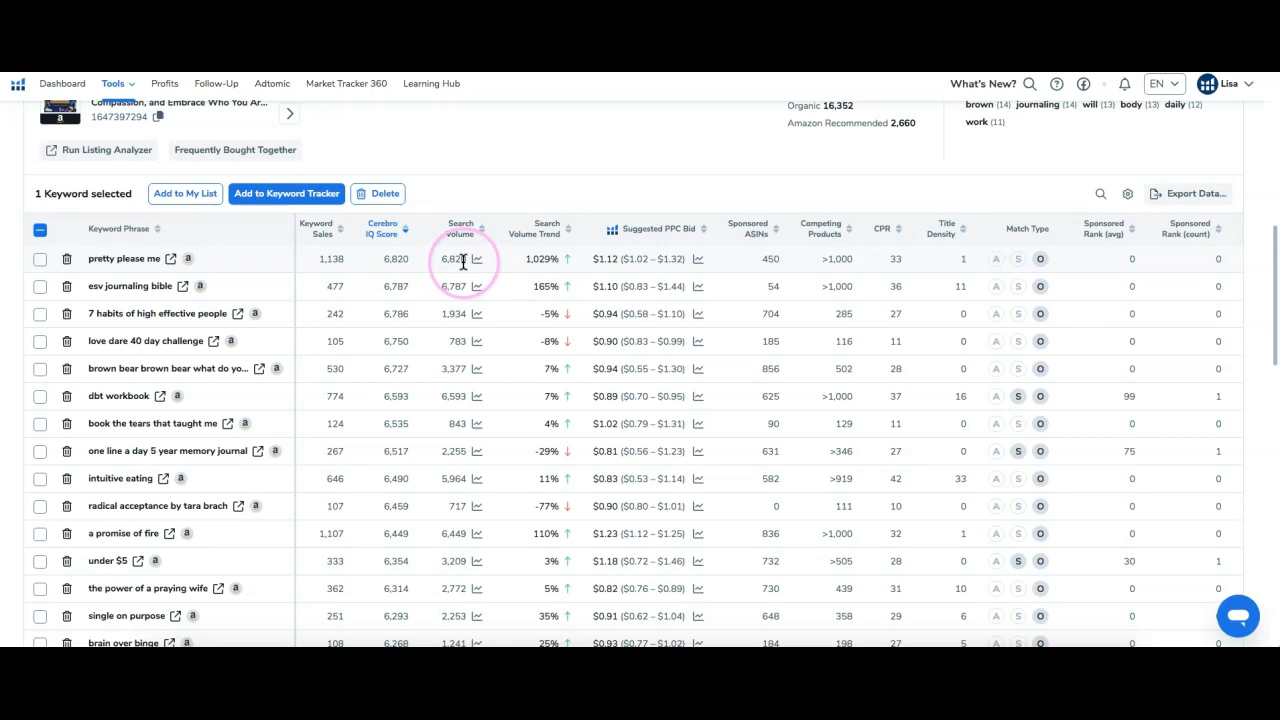 Dashboard Tools Profits Follow-Up Adtomic Market Tracker 360 Learning Hub What's New? EN Lisa
Compassion, and Embrace Who You Ar...
1647397294
Organic 16,352
Amazon Recommended 2,660
brown (14) journaling (14) will (13) body (13) daily (12)
work (11)
Run Listing Analyzer Frequently Bought Together
1 Keyword selected Add to My List Add to Keyword Tracker Delete Export Data...
Keyword Phrase Keyword Sales Cerebro IQ Score Search Volume Search Volume Trend Suggested PPC Bid Sponsored ASINs Competing Products CPR Title Density Match Type Sponsored Rank (avg) Sponsored Rank (count)
pretty please me a 1,138 6,820 1,029% ↑ $1.12 ($1.02 – $1.32) 450 >1,000 33 1 A S O 0 0
esv journaling bible a 477 6,787 6,787 165% ↑ $1.10 ($0.83 – $1.44) 54 >1,000 36 11 A S O 0 0
7 habits of high effective people a 242 6,786 1,934 -5% ↓ $0.94 ($0.58 – $1.10) 704 285 27 0 A S O 0 0
love dare 40 day challenge a 105 6,750 783 -8% ↓ $0.90 ($0.83 – $0.99) 185 116 11 0 A S O 0 0
brown bear brown bear what do yo... a 530 6,727 3,377 7% ↑ $0.94 ($0.55 – $1.30) 856 502 28 0 A S O 0 0
dbt workbook a 774 6,593 6,593 7% ↑ $0.89 ($0.70 – $0.95) 625 >1,000 37 16 A S O 99 1
book the tears that taught me a 124 6,535 843 4% ↑ $1.02 ($0.79 – $1.31) 90 129 11 0 A S O 0 0
one line a day 5 year memory journal a 267 6,517 2,255 -29% ↓ $0.81 ($0.56 – $1.23) 631 >346 27 0 A S O 75 1
intuitive eating a 646 6,490 5,964 11% ↑ $0.83 ($0.53 – $1.14) 582 >919 42 33 A S O 0 0
radical acceptance by tara brach a 107 6,459 717 -77% ↓ $0.90 ($0.80 – $1.01) 0 111 10 0 A S O 0 0
a promise of fire a 1,107 6,449 6,449 110% ↑ $1.23 ($1.12 – $1.25) 836 >1,000 32 1 A S O 0 0
under $5 a 333 6,354 3,209 3% ↑ $1.18 ($0.72 – $1.46) 732 >505 28 0 A S O 30 1
the power of a praying wife a 362 6,314 2,772 5% ↑ $0.82 ($0.76 – $0.89) 730 439 31 10 A S O 0 0
single on purpose a 251 6,293 2,253 35% ↑ $0.91 ($0.62 – $1.04) 648 358 29 6 A S O 0 0
brain over binge a 108 6,268 1,241 25% ↑ $0.93 ($0.77 – $1.02) 184 198 27 5 A S O 0 0